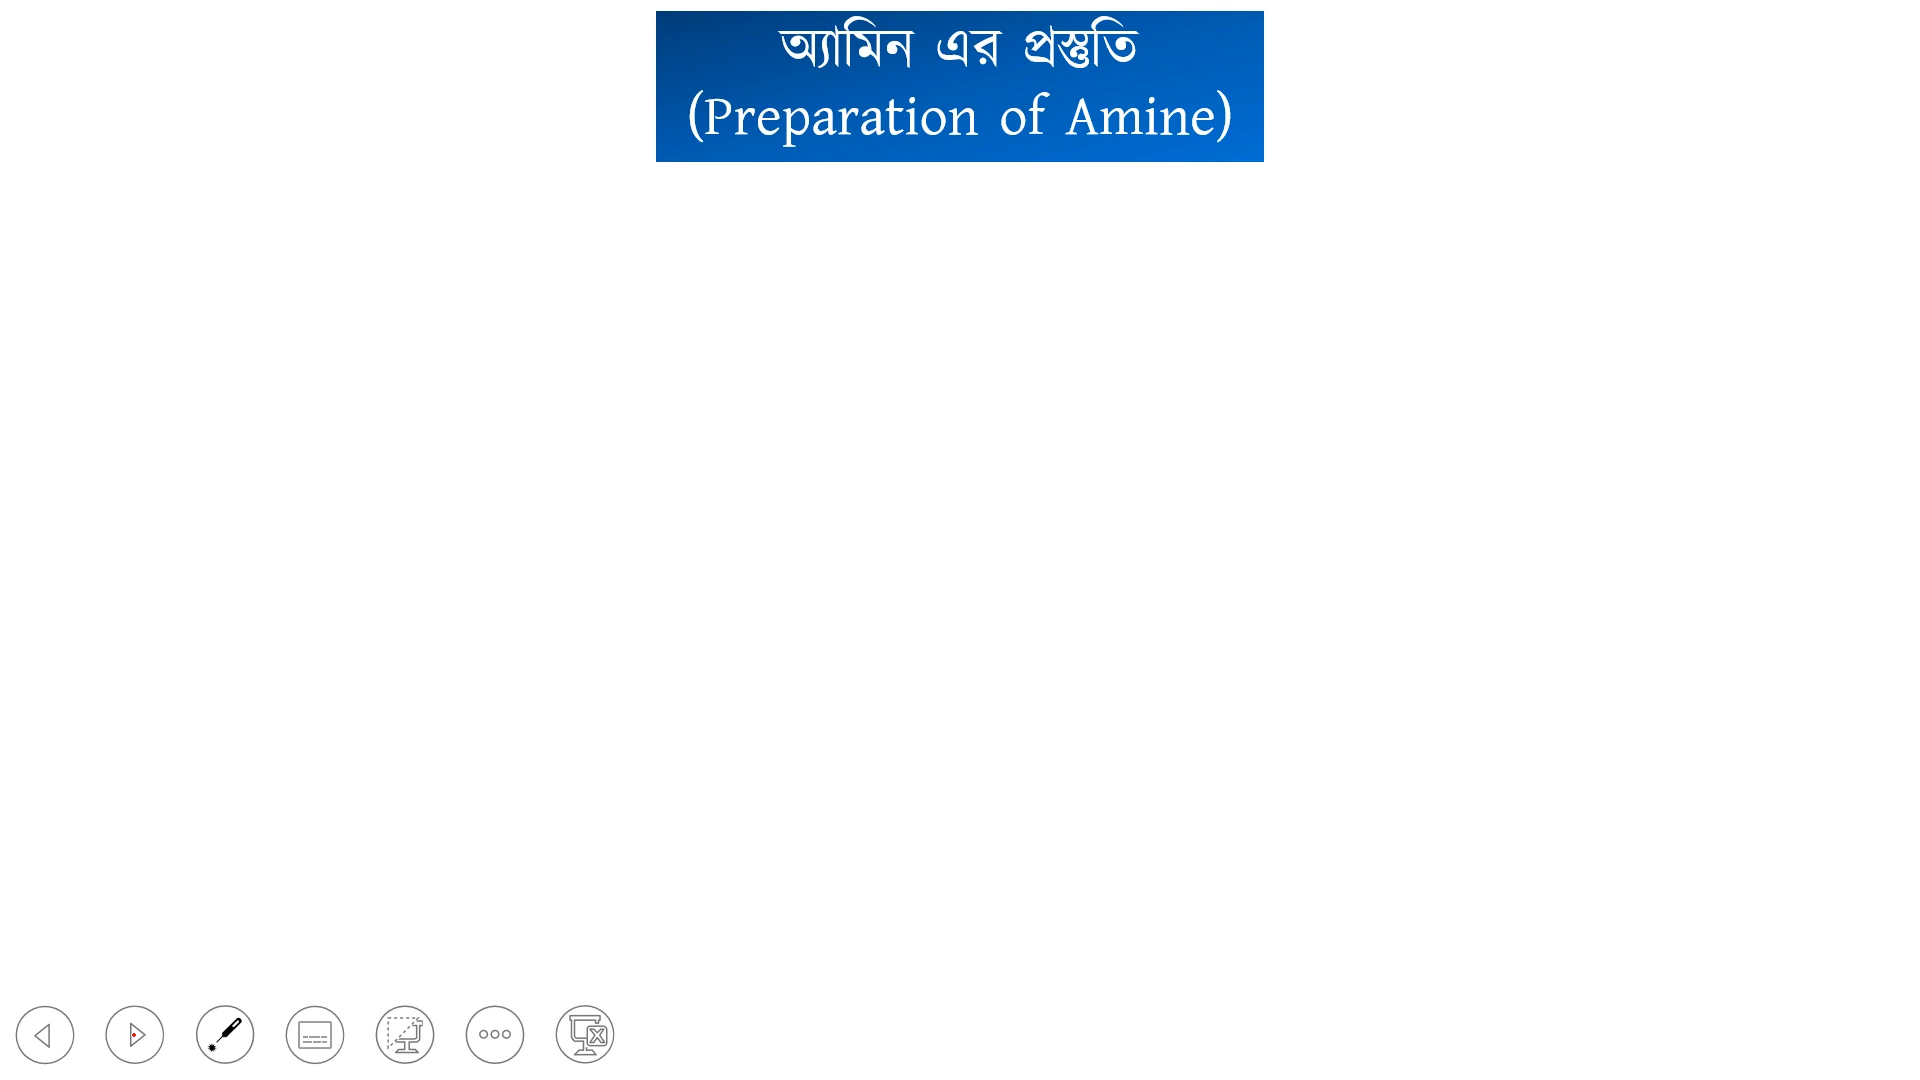 অ্যামিন এর প্রস্তুতি
(Preparation of Amine)